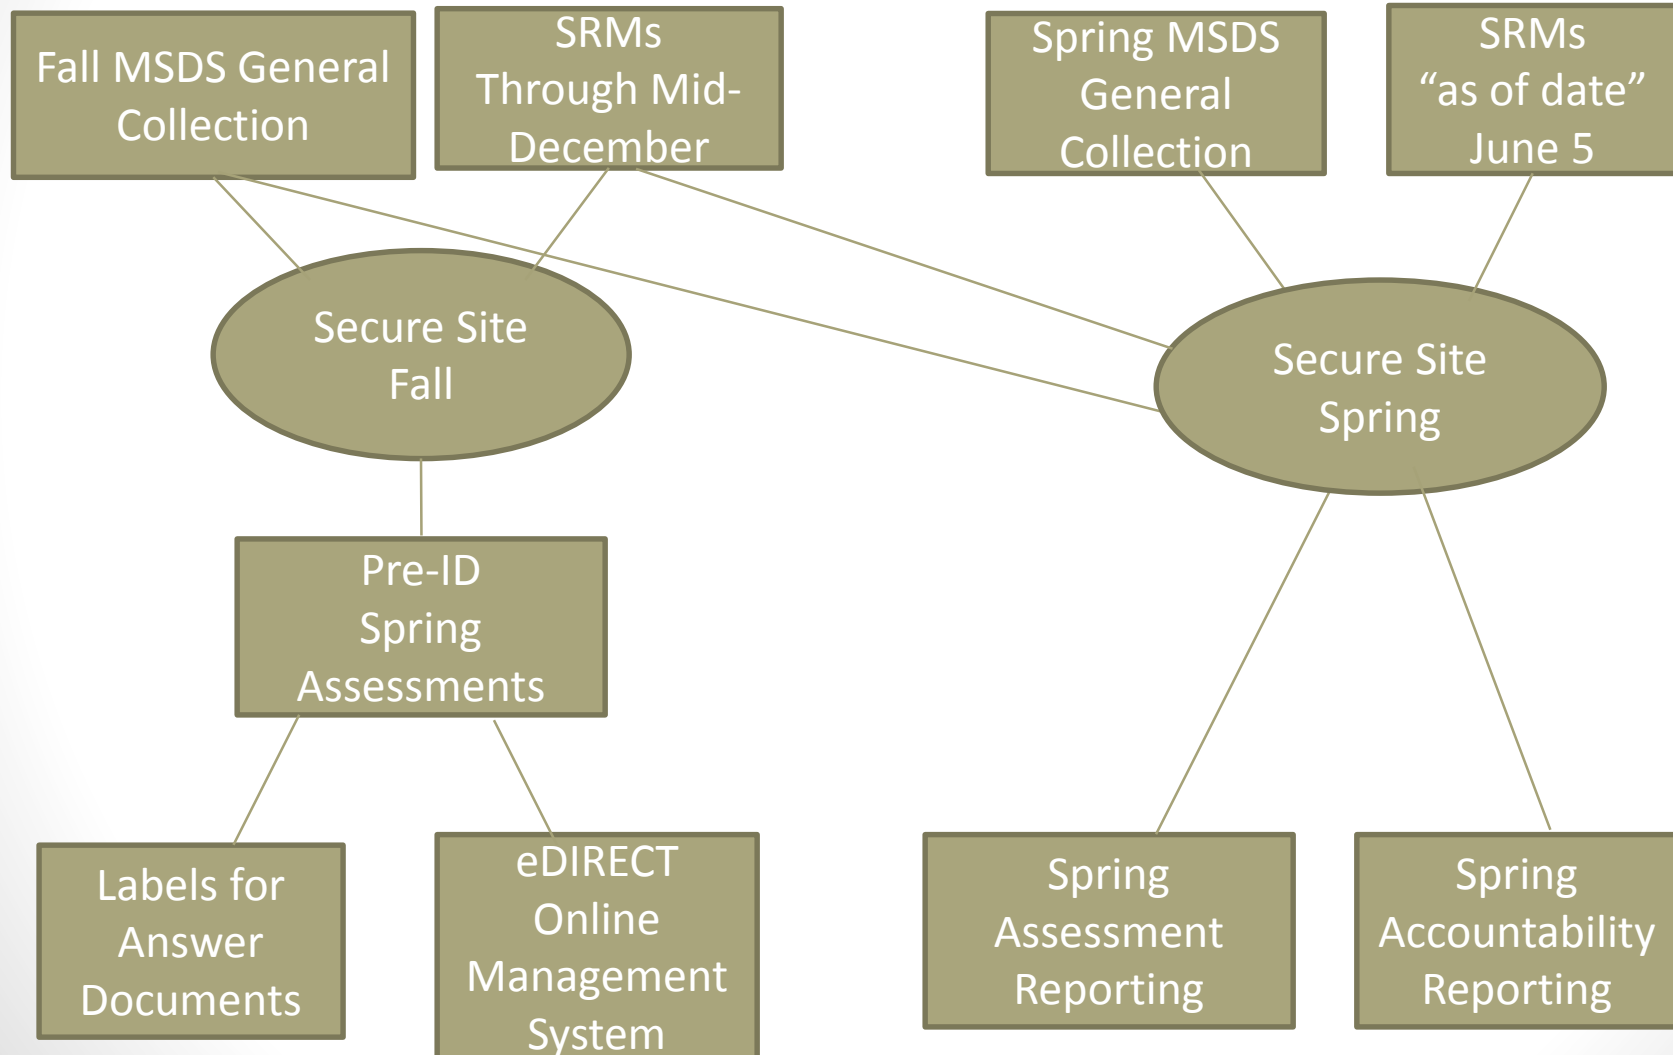 Fall MSDS General
Collection
SRMs
Through Mid-
December
Spring MSDS
General
Collection
SRMs
“as of date”
June 5
Secure Site
Fall
Secure Site
Spring
Pre-ID
Spring
Assessments
Labels for
Answer
Documents
eDIRECT
Online
Management
System
Spring
Assessment
Reporting
Spring
Accountability
Reporting